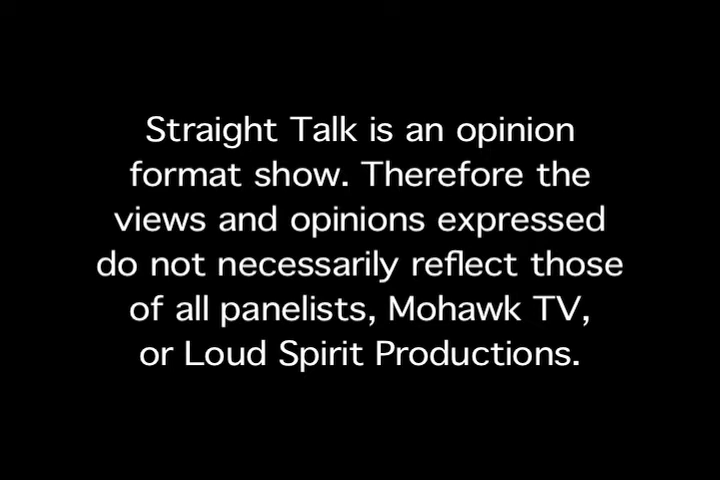 Straight Talk is an opinion
format show. Therefore the
views and opinions expressed
do not necessarily reflect those
of all panelists, Mohawk TV,
or Loud Spirit Productions.